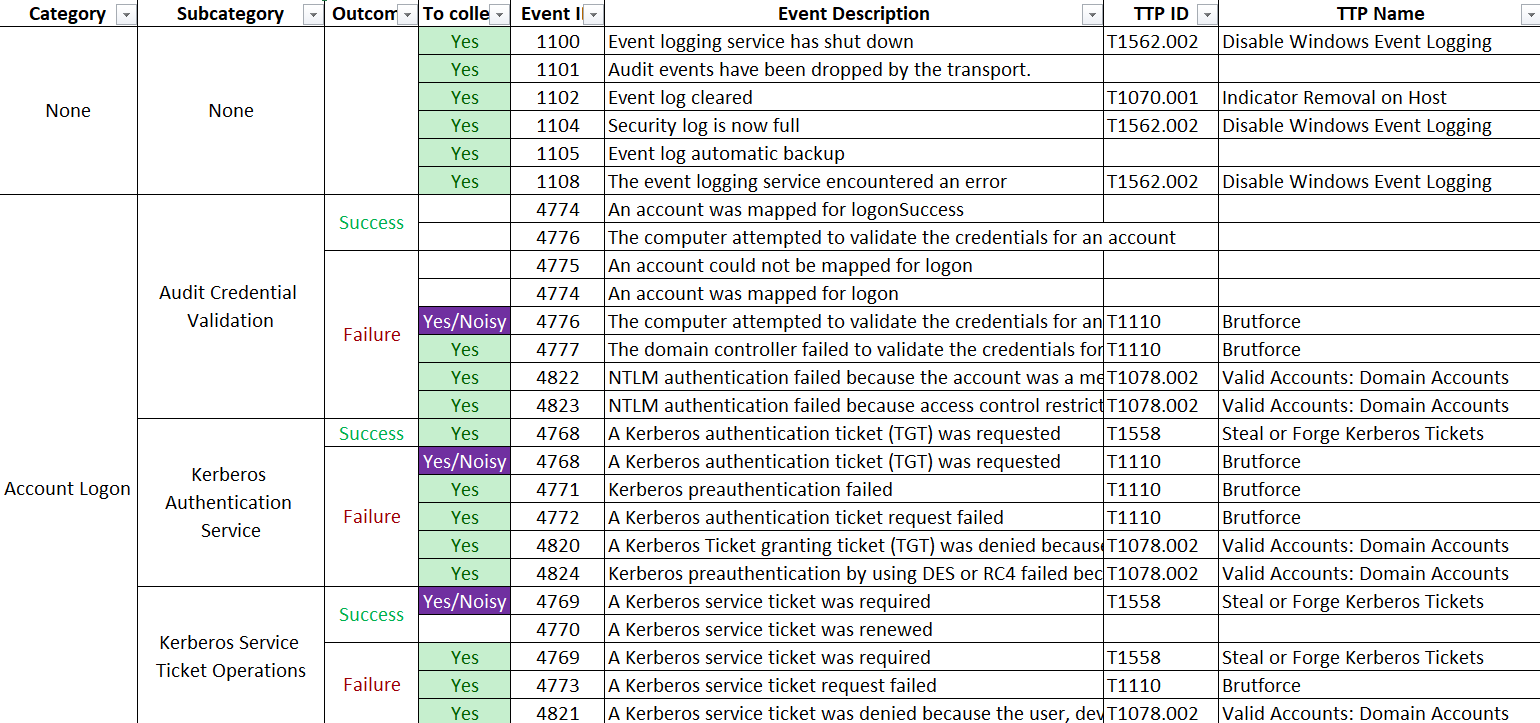 Category Subcategory Outcom To colle Event I Event Description TTP ID TTP Name
Yes 1100 Event logging service has shut down T1562.002 Disable Windows Event Logging
Yes 1101 Audit events have been dropped by the transport.
None None Yes 1102 Event log cleared T1070.001 Indicator Removal on Host
Yes 1104 Security log is now full T1562.002 Disable Windows Event Logging
Yes 1105 Event log automatic backup
Yes 1108 The event logging service encountered an error T1562.002 Disable Windows Event Logging
Account Logon
Audit Credential
Validation
Success
4774 An account was mapped for logonSuccess
4776 The computer attempted to validate the credentials for an account
Failure
4775 An account could not be mapped for logon
4774 An account was mapped for logon
Yes/Noisy 4776 The computer attempted to validate the credentials for an T1110 Brutforce
Yes 4777 The domain controller failed to validate the credentials for T1110 Brutforce
Yes 4822 NTLM authentication failed because the account was a me T1078.002 Valid Accounts: Domain Accounts
Yes 4823 NTLM authentication failed because access control restrict T1078.002 Valid Accounts: Domain Accounts
Kerberos
Authentication
Service
Success Yes 4768 A Kerberos authentication ticket (TGT) was requested T1558 Steal or Forge Kerberos Tickets
Failure
Yes/Noisy 4768 A Kerberos authentication ticket (TGT) was requested T1110 Brutforce
Yes 4771 Kerberos preauthentication failed T1110 Brutforce
Yes 4772 A Kerberos authentication ticket request failed T1110 Brutforce
Yes 4820 A Kerberos Ticket granting ticket (TGT) was denied because T1078.002 Valid Accounts: Domain Accounts
Yes 4824 Kerberos preauthentication by using DES or RC4 failed bec T1078.002 Valid Accounts: Domain Accounts
Kerberos Service
Ticket Operations
Success
Yes/Noisy 4769 A Kerberos service ticket was required T1558 Steal or Forge Kerberos Tickets
4770 A Kerberos service ticket was renewed
Failure
Yes 4769 A Kerberos service ticket was required T1558 Steal or Forge Kerberos Tickets
Yes 4773 A Kerberos service ticket request failed T1110 Brutforce
Yes 4821 A Kerberos service ticket was denied because the user, dev T1078.002 Valid Accounts: Domain Accounts